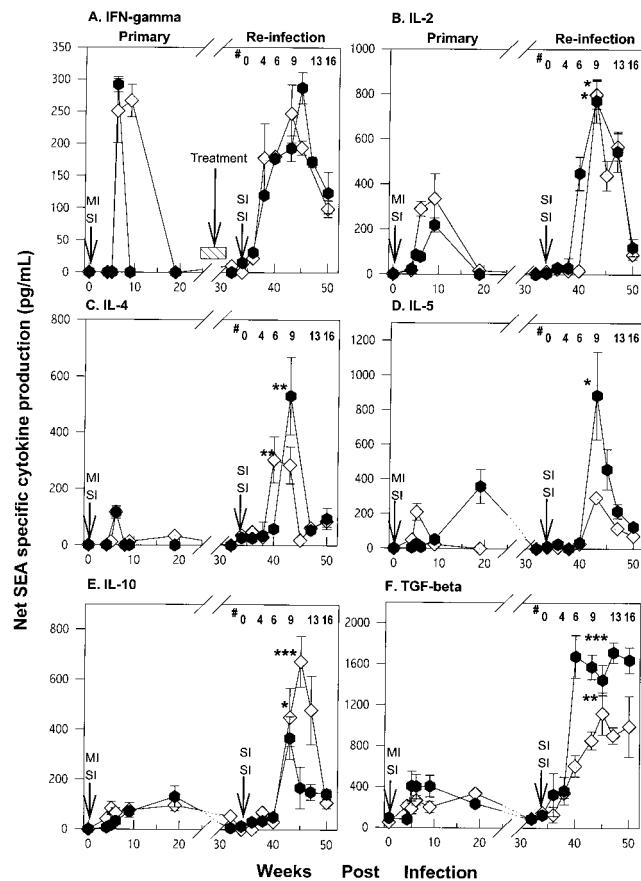 A. IFN-gamma
Primary
Re-infection
# 0 4 6 9 13 16
350
300
250
200
150
100
50
0
MI
SI
Treatment
SI
SI
0 10 20 30 40 50
B. IL-2
Primary
Re-infection
# 0 4 6 9 13 16
1000
800
600
400
200
0
MI
SI
SI
SI
*
*
0 10 20 30 40 50
C. IL-4
# 0 4 6 9 13 16
800
600
400
200
0
MI
SI
SI
SI
**
**
0 10 20 30 40 50
D. IL-5
# 0 4 6 9 13 16
1200
1000
800
600
400
200
0
MI
SI
SI
SI
*
0 10 20 30 40 50
E. IL-10
# 0 4 6 9 13 16
800
600
400
200
0
MI
SI
SI
SI
***
*
0 10 20 30 40 50
F. TGF-beta
# 0 4 6 9 13 16
2000
1600
1200
800
400
0
MI
SI
SI
SI
***
**
0 10 20 30 40 50
Net SEA specific cytokine production (pg/mL)
Weeks Post Infection